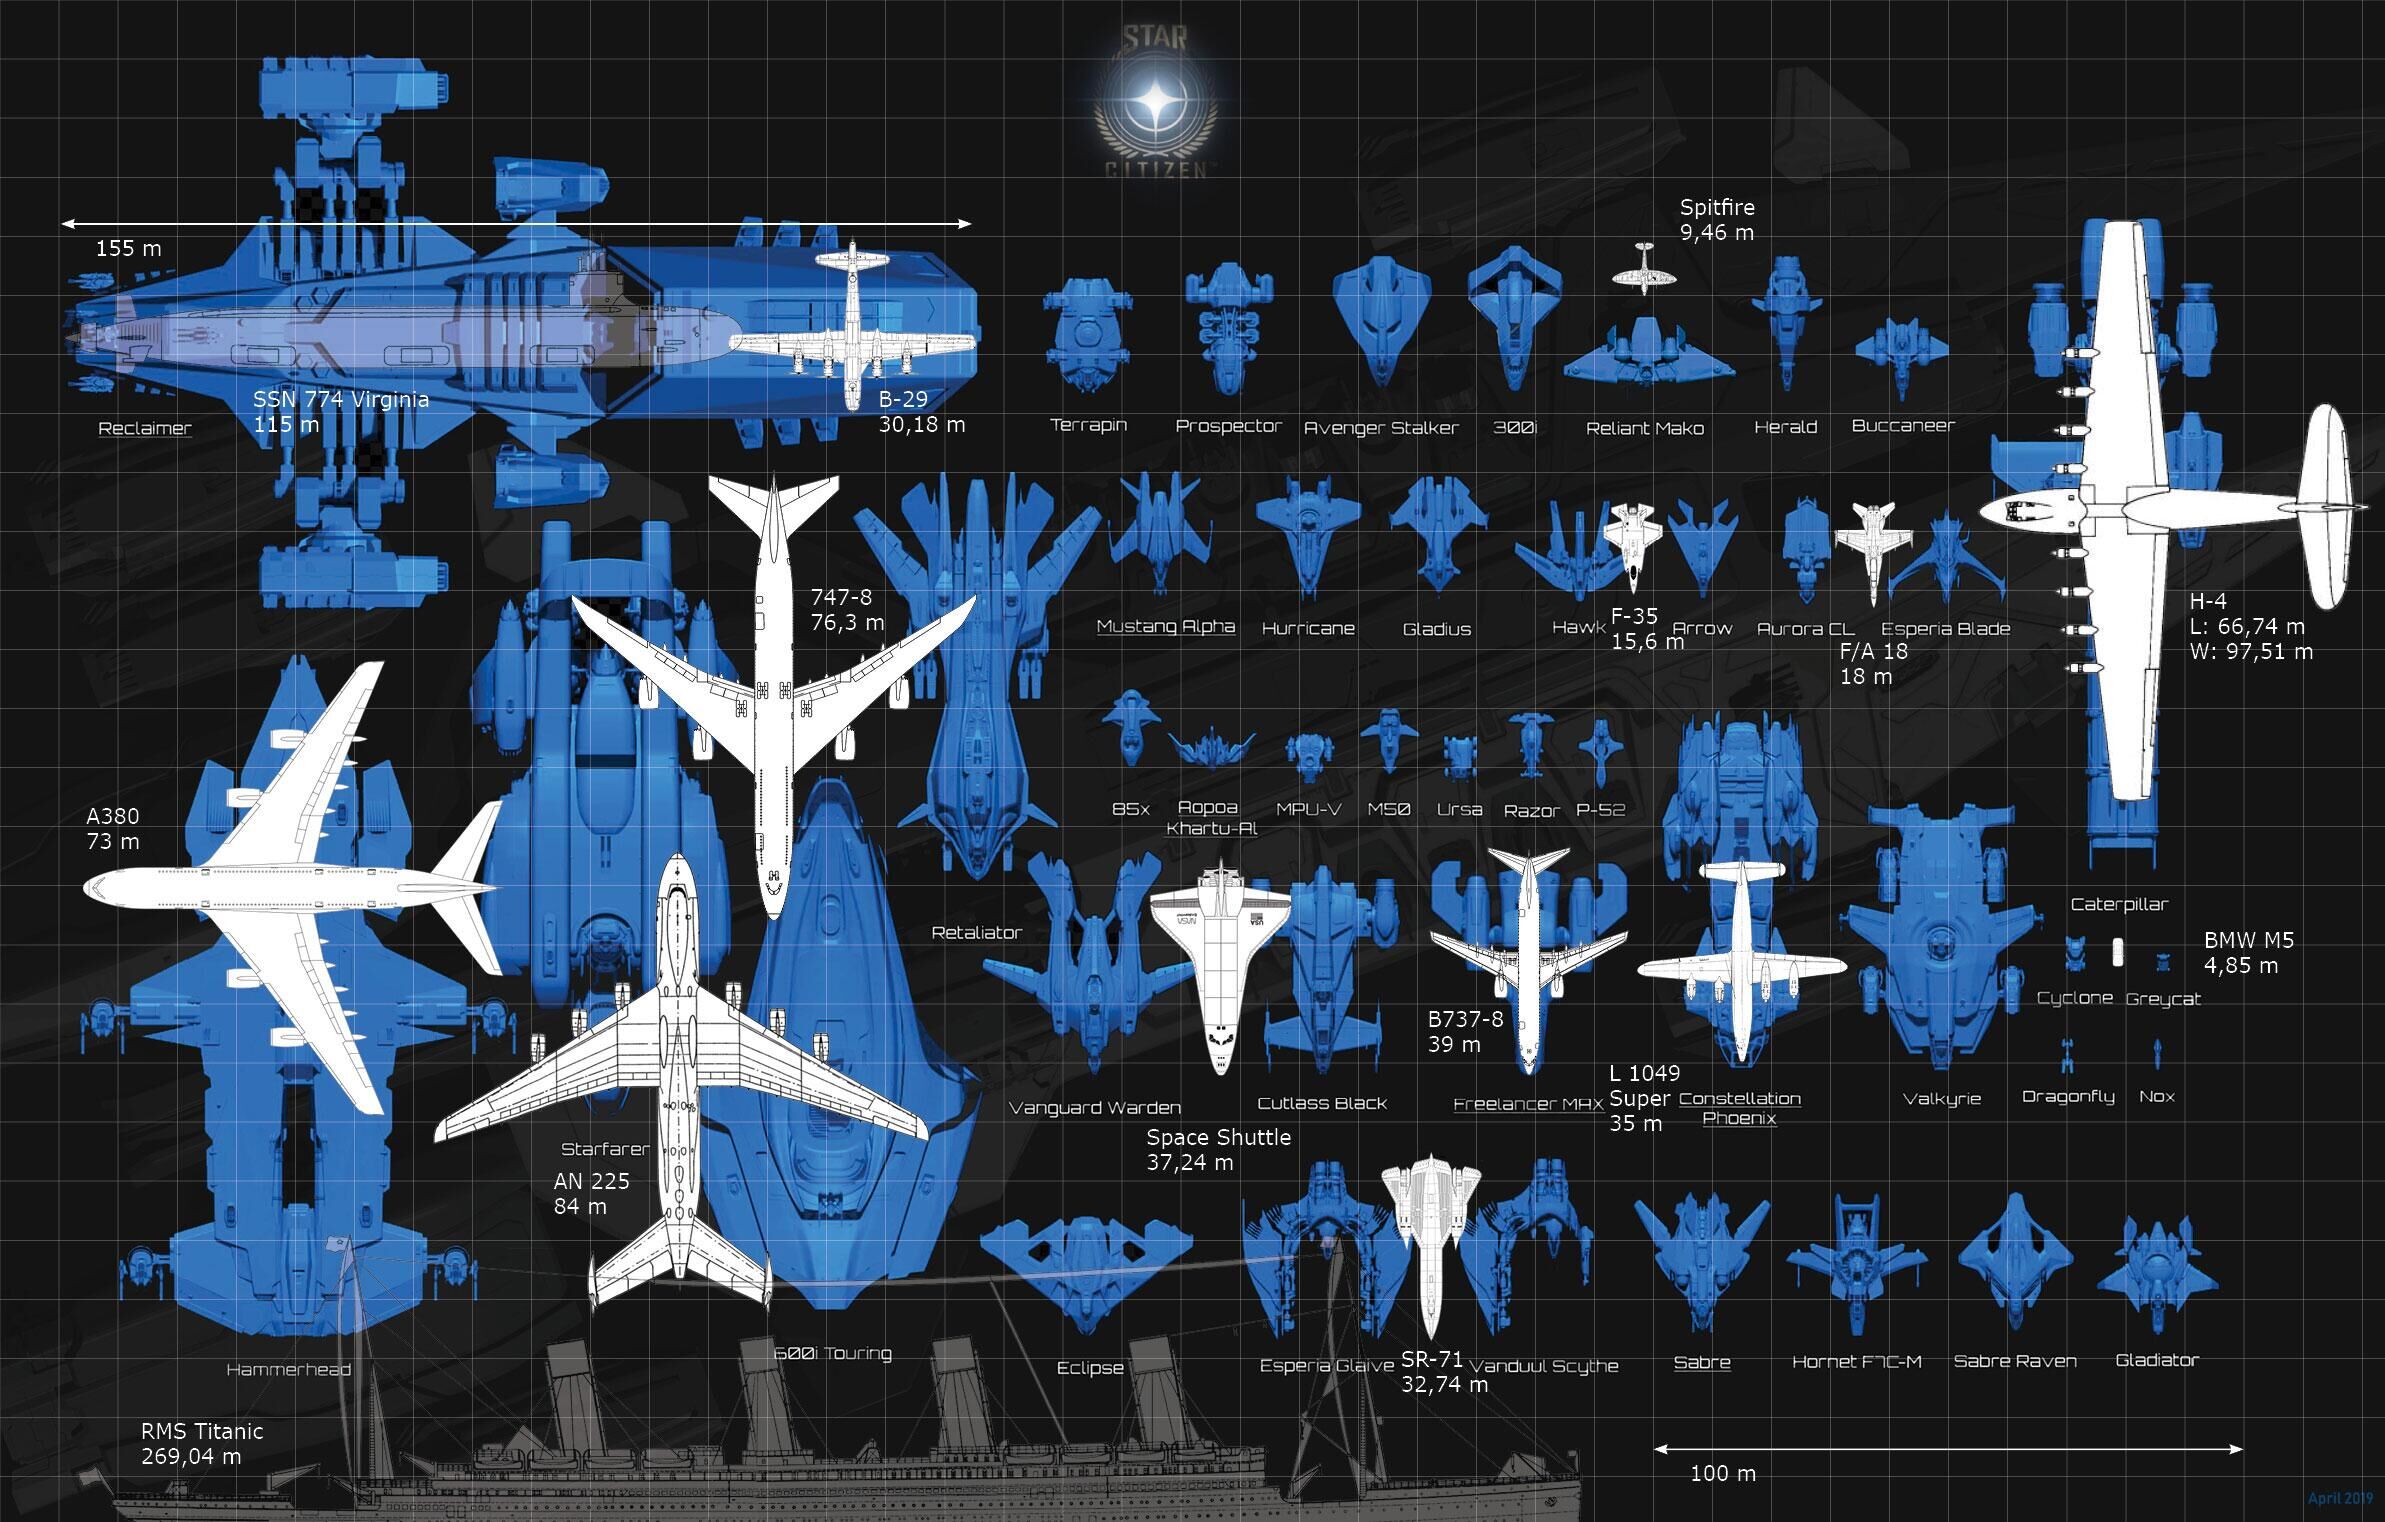 STAR
CITIZEN
155 m
SSN 774 Virginia
115 m
B-29
30,18 m
Reclaimer
Spitfire
9,46 m
Terrapin
Prospector
Avenger Stalker
300i
Reliant Mako
Herald
Buccaneer
747-8
76,3 m
Mustang Alpha
Hurricane
Gladius
Hawk
F-35
15,6 m
Arrow
Aurora CL
F/A 18
18 m
Esperia Blade
H-4
L: 66,74 m
W: 97,51 m
A380
73 m
85x
Aopoa
Khartu-Al
MPU-V
M50
Ursa
Razor
P-52
Retaliator
NASA
USA
Caterpillar
BMW M5
4,85 m
Cyclone
Greycat
B737-8
39 m
L 1049
Super
35 m
Vanguard Warden
Cutlass Black
Freelancer MAX
Constellation
Phoenix
Valkyrie
Dragonfly
Nox
Space Shuttle
37,24 m
Starfarer
AN 225
84 m
600i Touring
Hammerhead
Eclipse
Esperia Glaive
SR-71
32,74 m
Vanduul Scythe
Sabre
Hornet F7C-M
Sabre Raven
Gladiator
RMS Titanic
269,04 m
100 m
April 2019